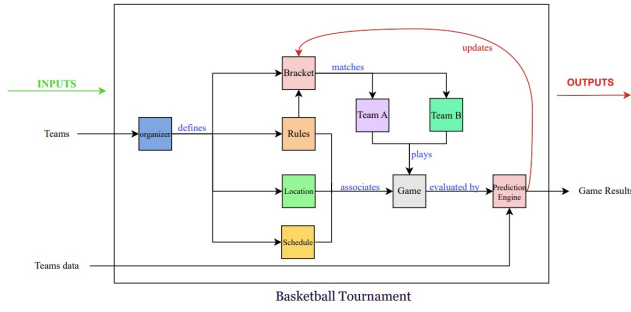 updates
Bracket
matches
INPUTS
OUTPUTS
Team A
Team B
Teams
organizer
defines
Rules
plays
Location
associates
Game
evaluated by
Prediction
Engine
Game Results
Schedule
Teams data
Basketball Tournament